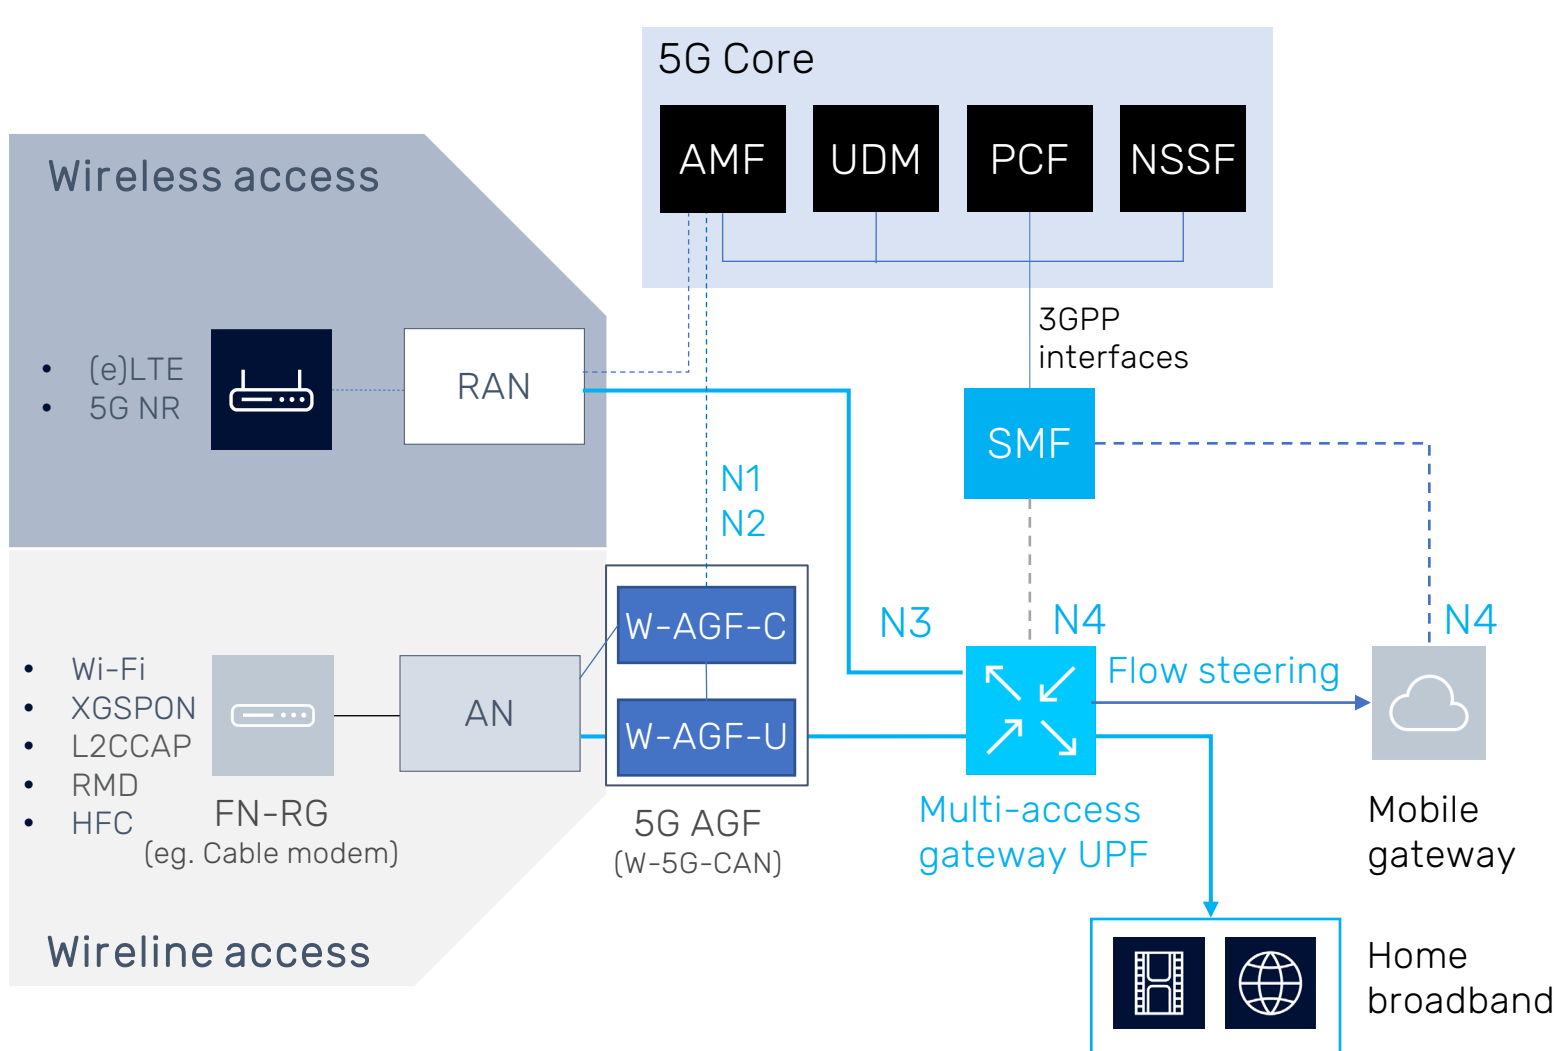 5G Core
AMF
UDM
PCF
NSSF
Wireless access
3GPP
interfaces
• (e)LTE
• 5G NR
RAN
SMF
N1
N2
N3
N4
N4
W-AGF-C
Flow steering
• Wi-Fi
• XGSPON
• L2CCAP
• RMD
• HFC
AN
W-AGF-U
FN-RG
(eg. Cable modem)
5G AGF
(W-5G-CAN)
Multi-access
gateway UPF
Mobile
gateway
Wireline access
Home
broadband